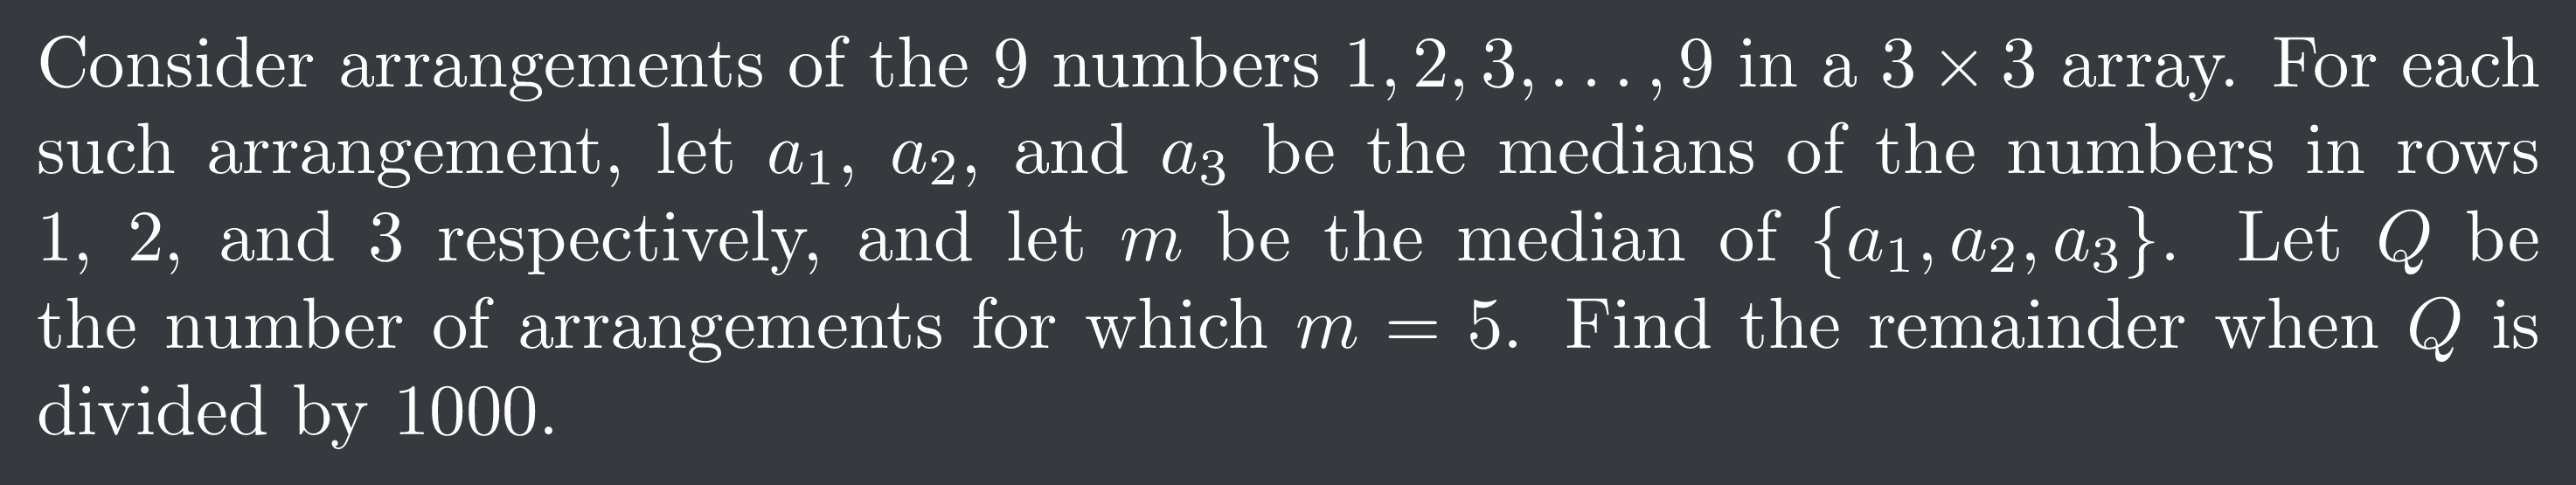 Consider arrangements of the 9 numbers 1, 2, 3, . . . , 9 in a 3 × 3 array. For each
such arrangement, let a₁, a₂, and a₃ be the medians of the numbers in rows
1, 2, and 3 respectively, and let m be the median of {a₁, a₂, a₃}. Let Q be
the number of arrangements for which m = 5. Find the remainder when Q is
divided by 1000.